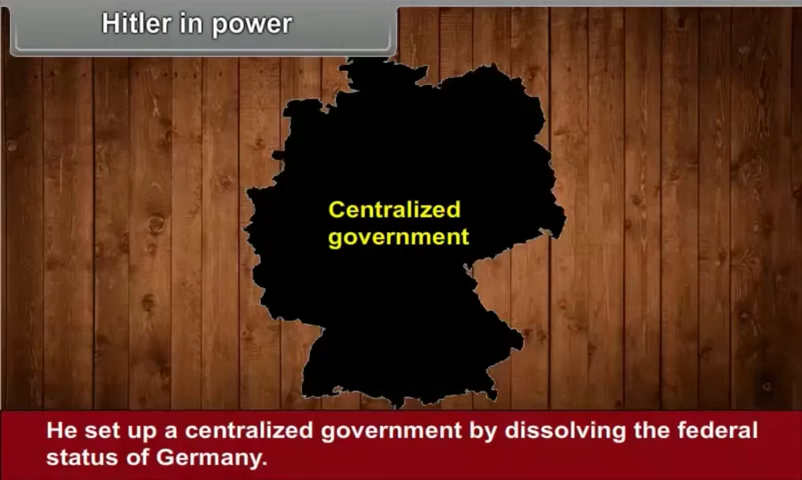 Hitler in power
Centralized
government
He set up a centralized government by dissolving the federal
status of Germany.